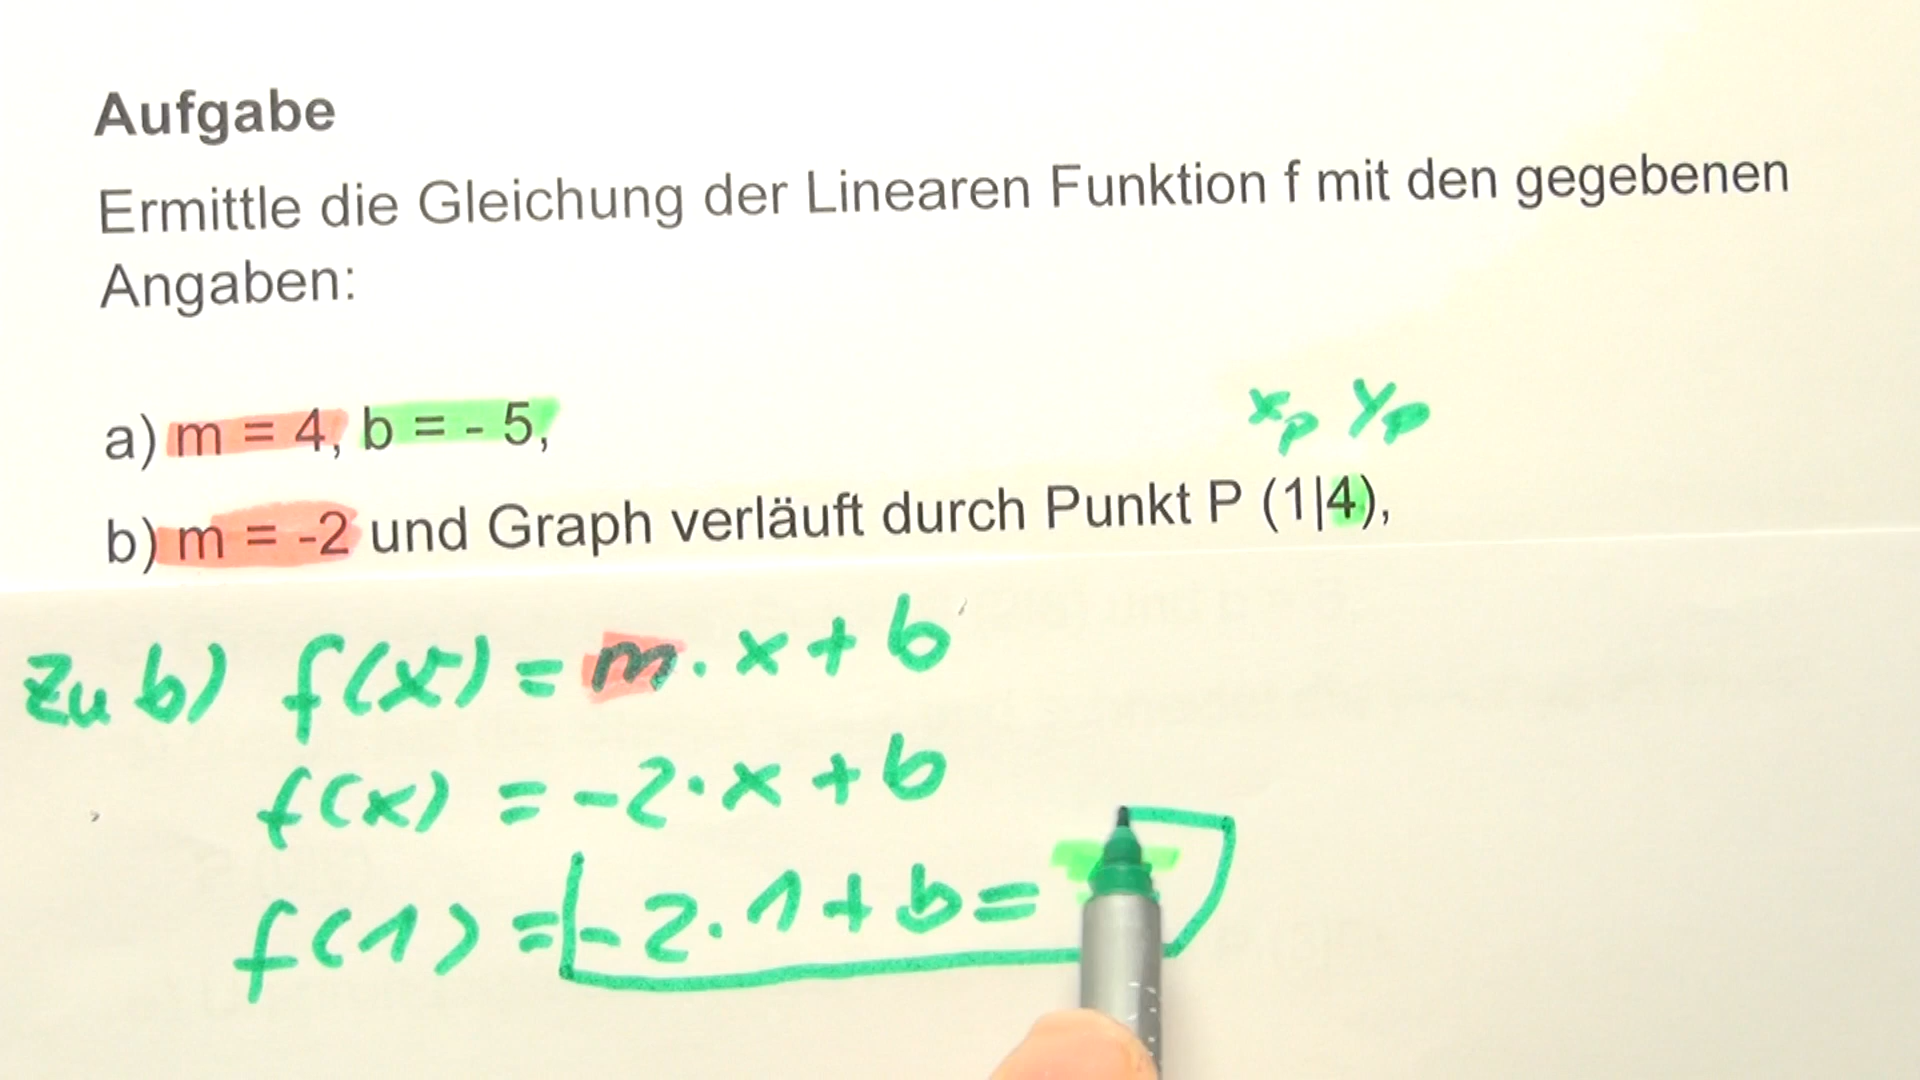 Aufgabe
Ermittle die Gleichung der Linearen Funktion f mit den gegebenen
Angaben:
a) m = 4, b = - 5,
xp yp
b) m = -2 und Graph verläuft durch Punkt P (1|4),
zu b) f(x) = m · x + b
f(x) = -2 · x + b
f(1) = -2 · 1 + b =